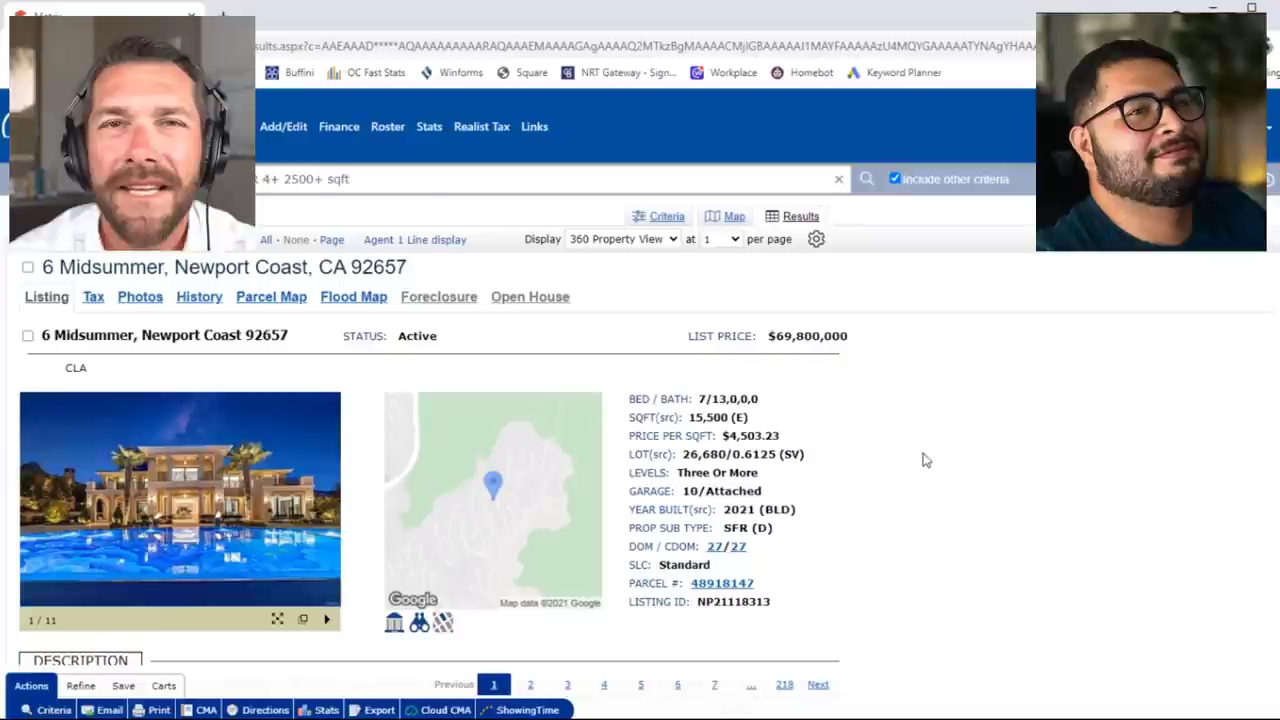 sults.aspx?c=AAEAAAD*****AQAAAAAAAAARAQAAAEMAAAAGAgAAAAQ2MTkzBgMAAAACMjIGBAAAAAI1MAYFAAAAAzU4MQYGAAAAATYNAgYHAA
Buffini OC Fast Stats Winforms Square NRT Gateway - Sign... Workplace Homebot Keyword Planner
Add/Edit Finance Roster Stats Realist Tax Links
4+ 2500+ sqft Include other criteria
Criteria Map Results
All · None · Page Agent 1 Line display Display 360 Property View at 1 per page
6 Midsummer, Newport Coast, CA 92657
Listing Tax Photos History Parcel Map Flood Map Foreclosure Open House
6 Midsummer, Newport Coast 92657 STATUS: Active LIST PRICE: $69,800,000
CLA
BED / BATH: 7/13,0,0,0
SQFT(src): 15,500 (E)
PRICE PER SQFT: $4,503.23
LOT(src): 26,680/0.6125 (SV)
LEVELS: Three Or More
GARAGE: 10/Attached
YEAR BUILT(src): 2021 (BLD)
PROP SUB TYPE: SFR (D)
DOM / CDOM: 27/27
SLC: Standard
PARCEL #: 48918147
LISTING ID: NP21118313
Google Map data ©2021 Google
1 / 11
DESCRIPTION
Actions Refine Save Carts Previous 1 2 3 4 5 6 7 ... 218 Next
Criteria Email Print CMA Directions Stats Export Cloud CMA ShowingTime